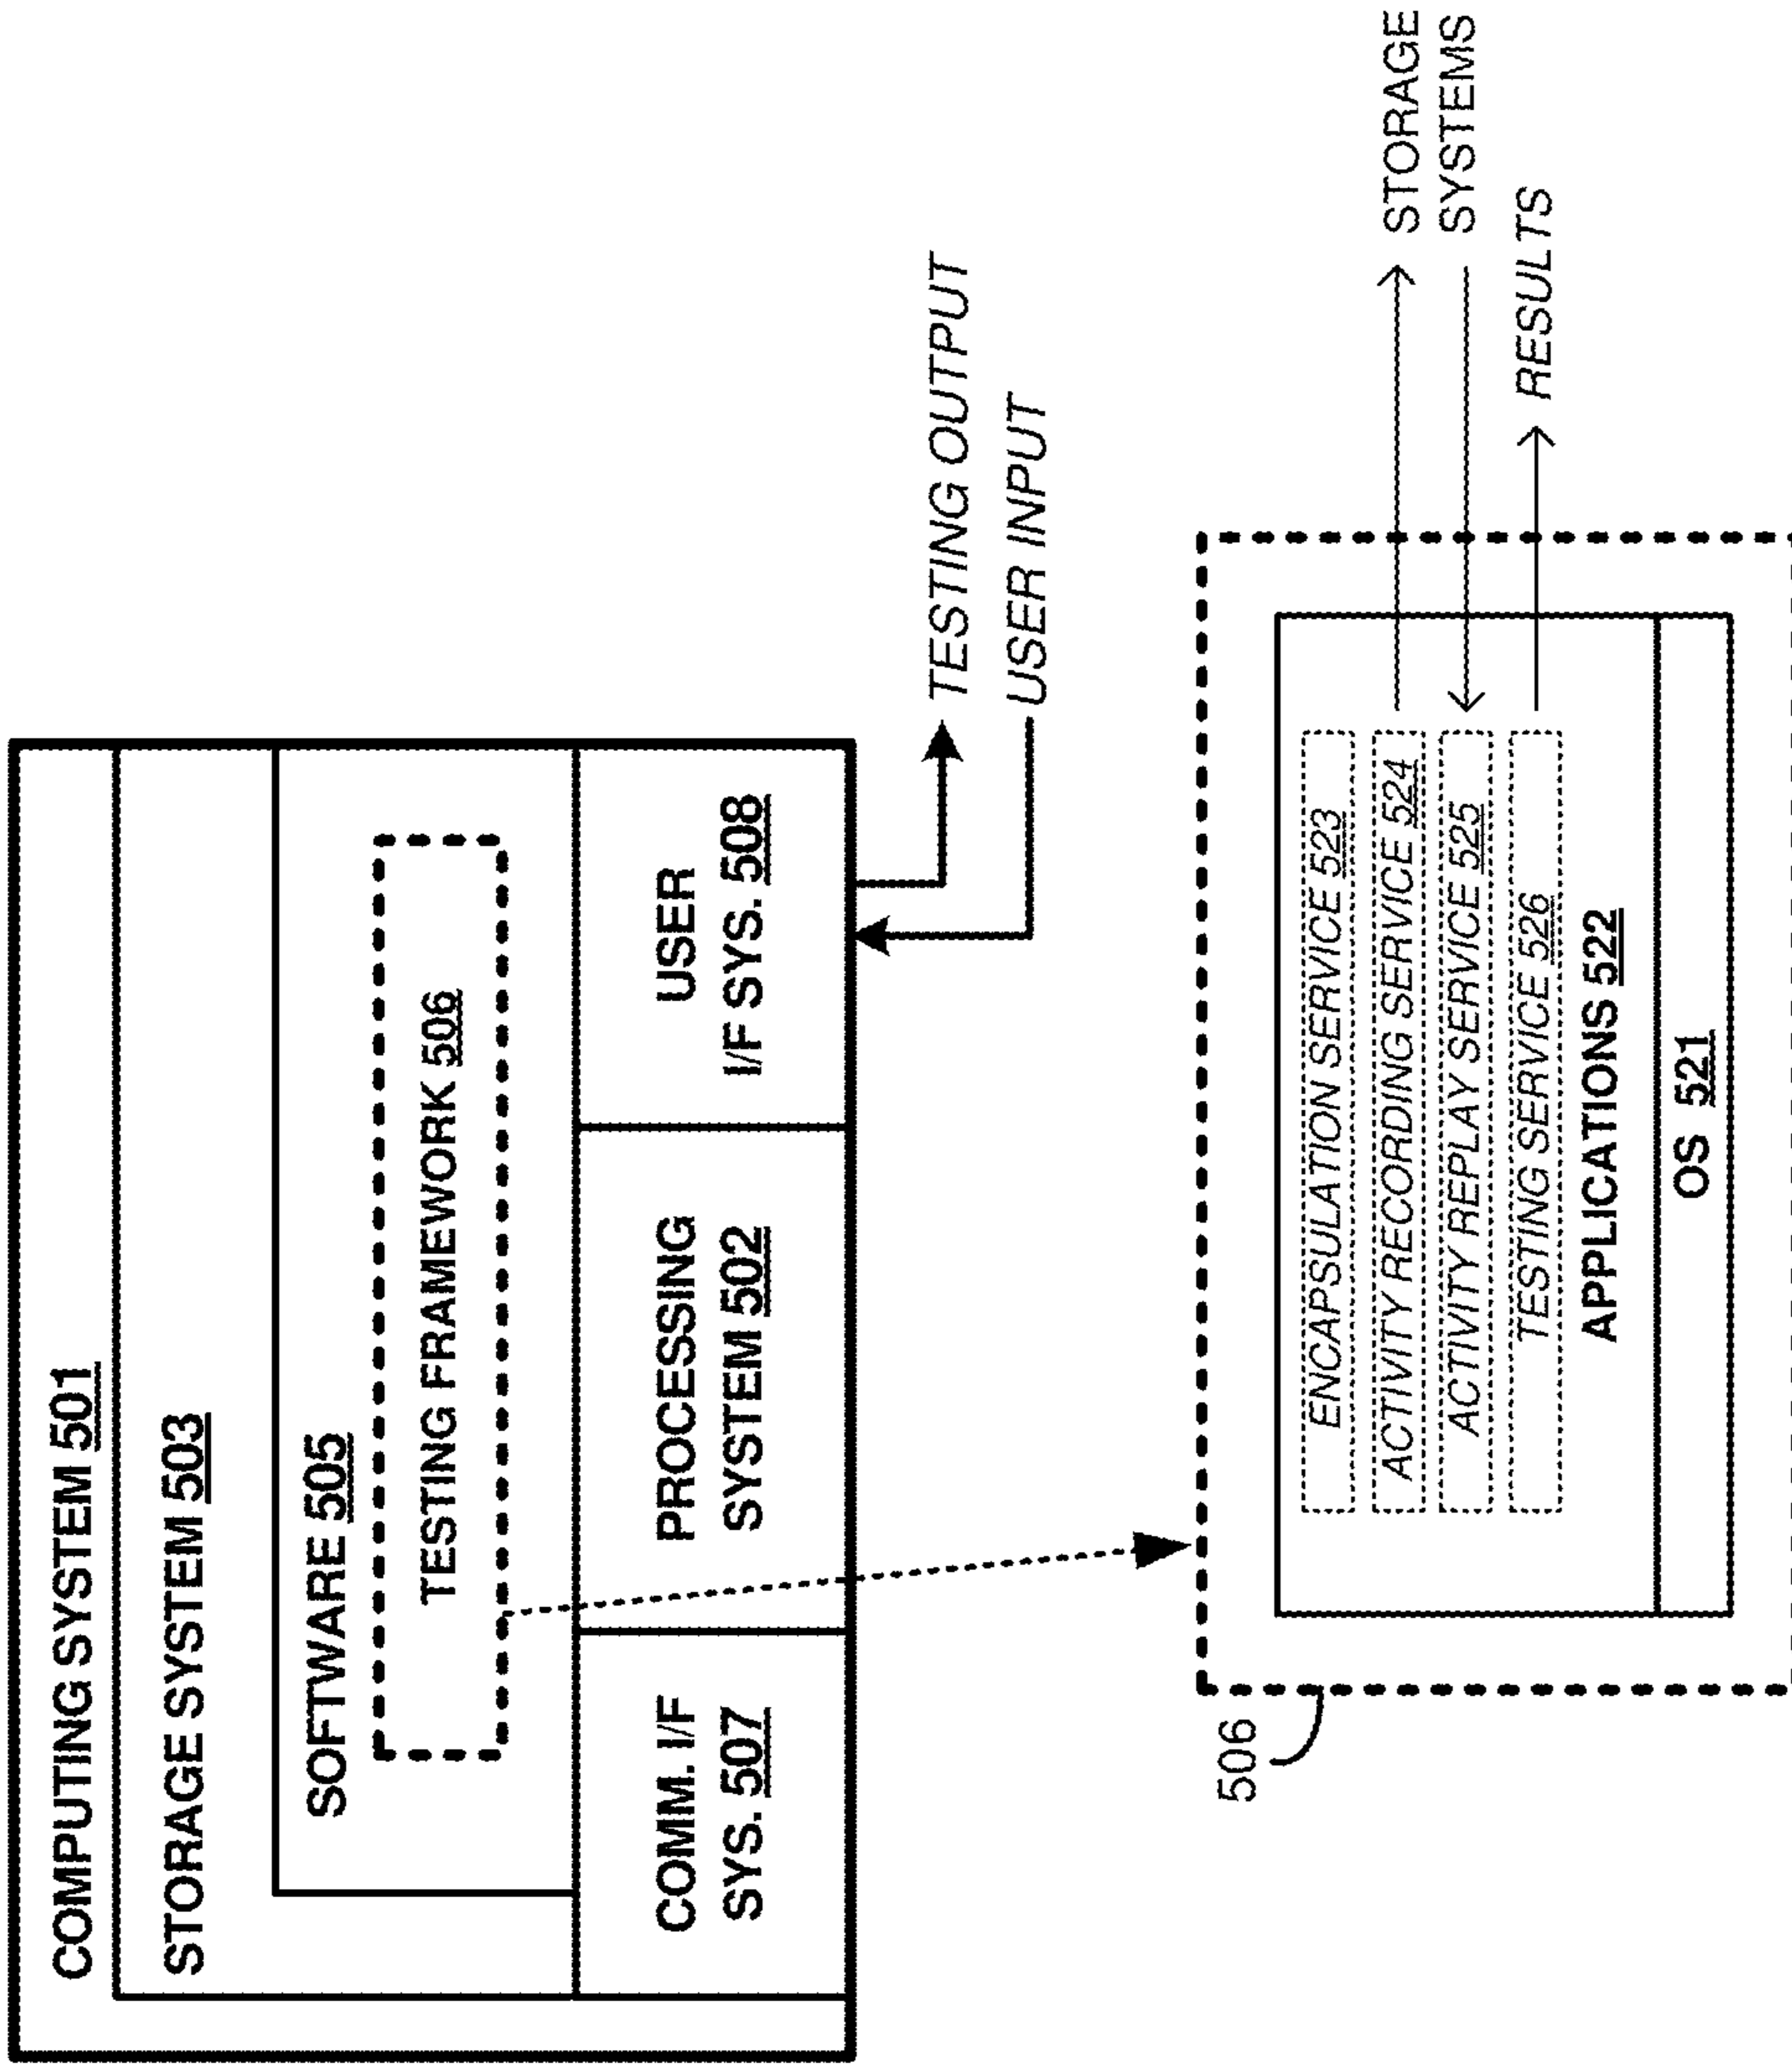 COMPUTING SYSTEM 501
STORAGE SYSTEM 503
SOFTWARE 505
TESTING FRAMEWORK 506
COMM. I/F
SYS. 507
PROCESSING
SYSTEM 502
USER
I/F SYS. 508
TESTING OUTPUT
USER INPUT
506
ENCAPSULATION SERVICE 523
ACTIVITY RECORDING SERVICE 524
ACTIVITY REPLAY SERVICE 525
TESTING SERVICE 526
APPLICATIONS 522
OS 521
STORAGE
SYSTEMS
RESULTS